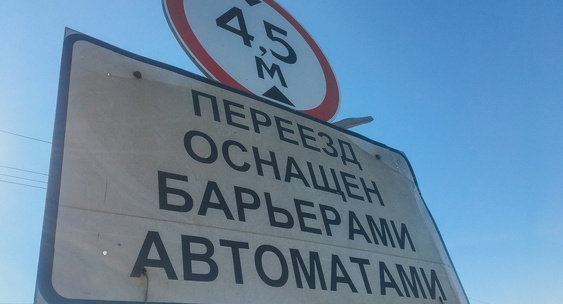 4,5
М
ПЕРЕЕЗД
ОСНАЩЕН
БАРЬЕРАМИ
АВТОМАТАМИ